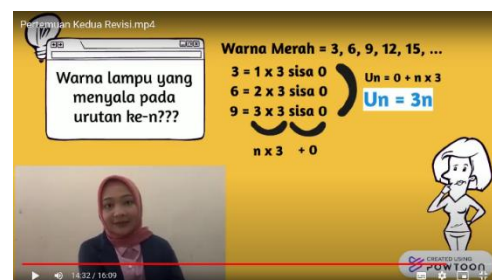 Pertemuan Kedua Revisi.mp4
Warna lampu yang
menyala pada
urutan ke-n???
Warna Merah = 3, 6, 9, 12, 15, ...
3 = 1 x 3 sisa 0
6 = 2 x 3 sisa 0
9 = 3 x 3 sisa 0
n x 3 + 0
Un = 0 + n x 3
Un = 3n
14:32 / 16:09
CREATED USING
POWTOON